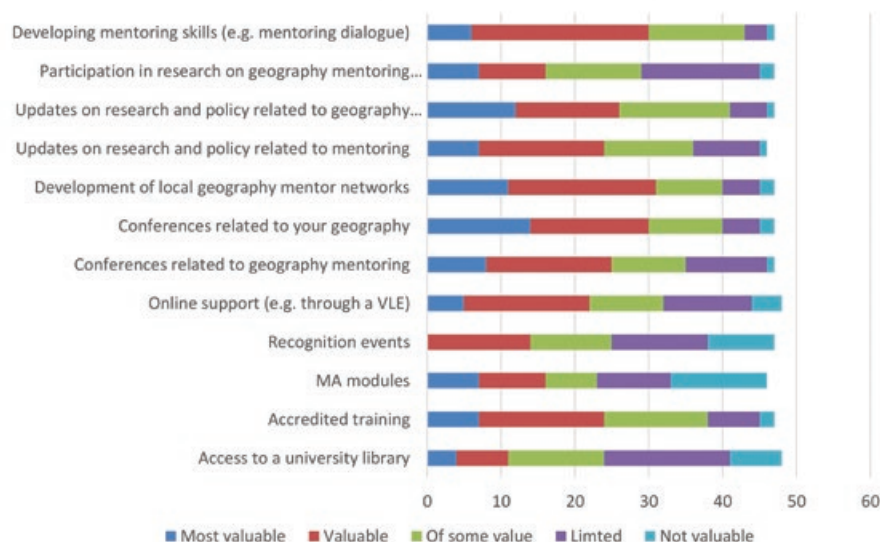 Developing mentoring skills (e.g. mentoring dialogue)
Participation in research on geography mentoring...
Updates on research and policy related to geography...
Updates on research and policy related to mentoring
Development of local geography mentor networks
Conferences related to your geography
Conferences related to geography mentoring
Online support (e.g. through a VLE)
Recognition events
MA modules
Accredited training
Access to a university library
0 10 20 30 40 50 60
Most valuable Valuable Of some value Limted Not valuable